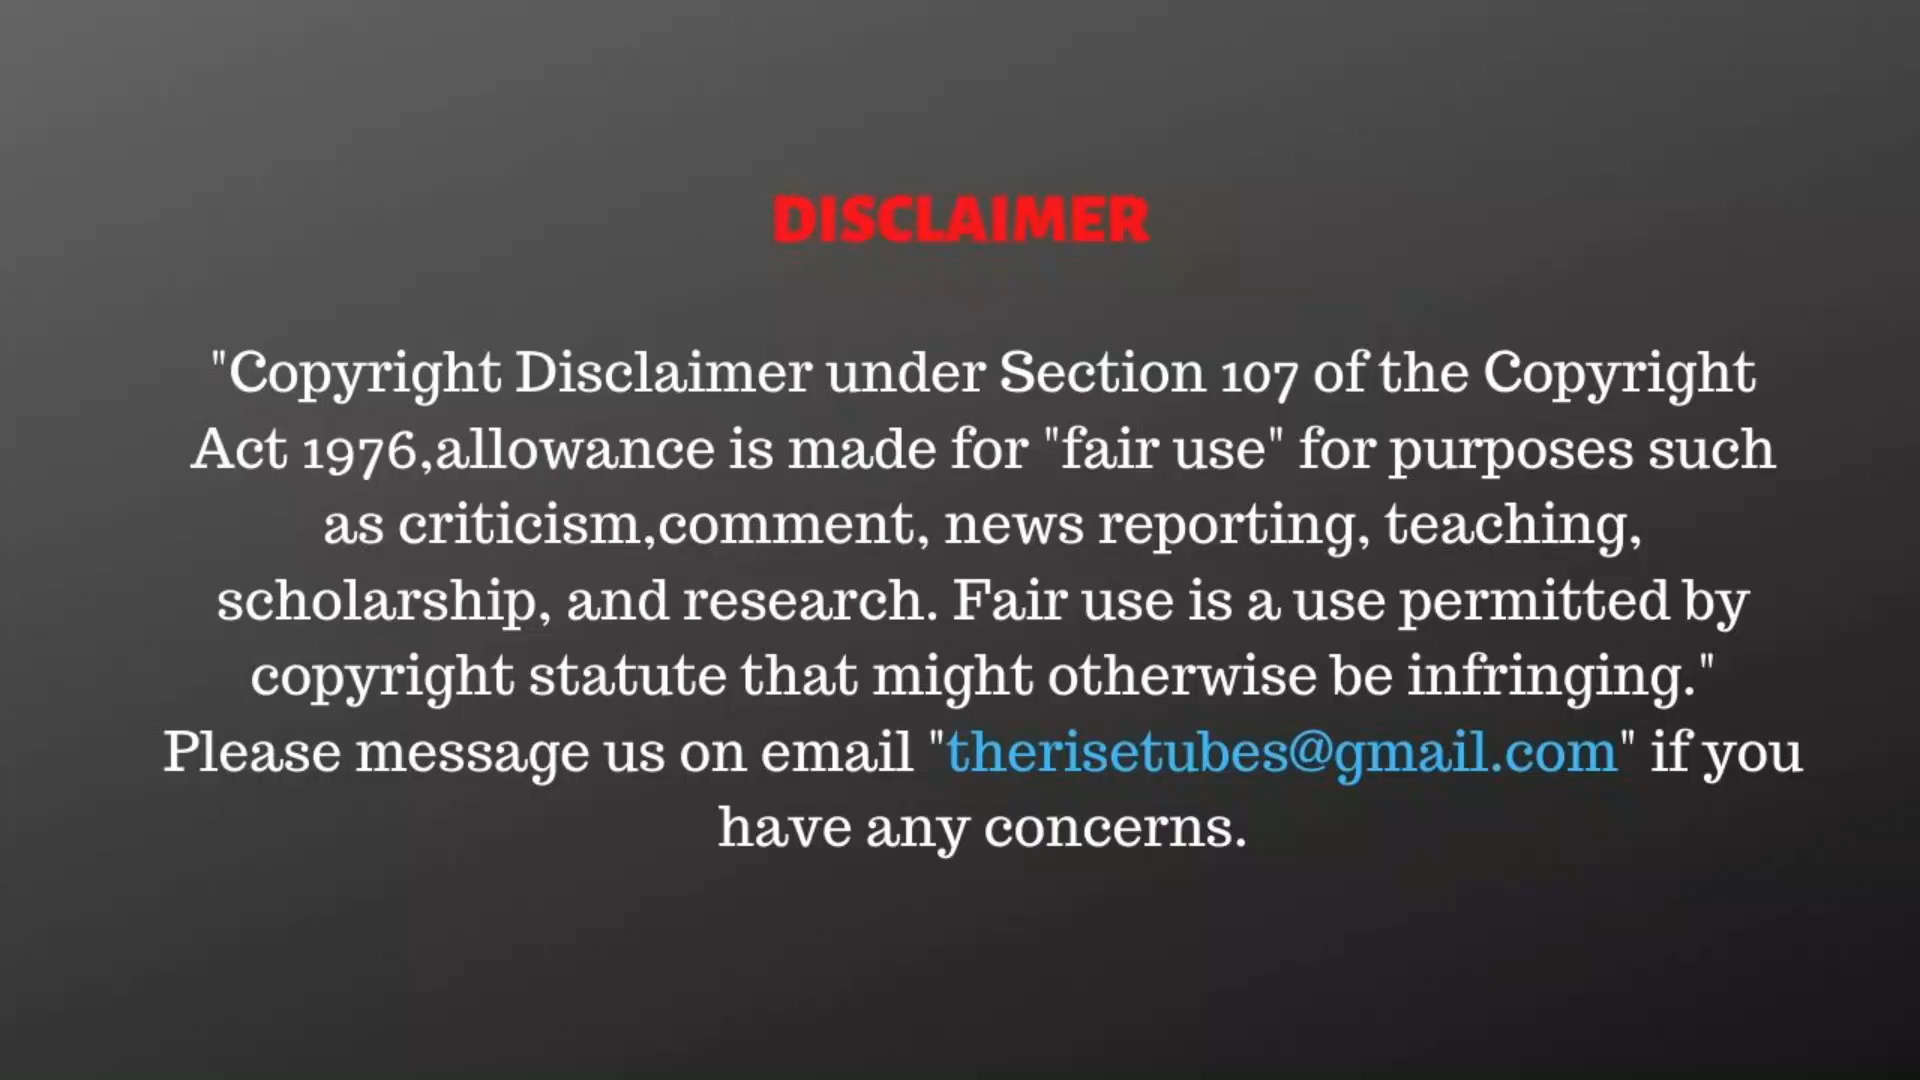 DISCLAIMER
"Copyright Disclaimer under Section 107 of the Copyright
Act 1976,allowance is made for "fair use" for purposes such
as criticism,comment, news reporting, teaching,
scholarship, and research. Fair use is a use permitted by
copyright statute that might otherwise be infringing."
Please message us on email "therisetubes@gmail.com" if you
have any concerns.